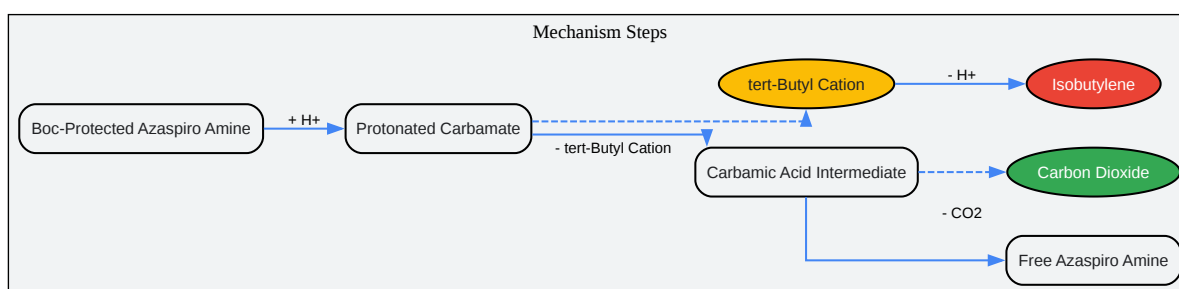 Mechanism Steps
tert-Butyl Cation
- H+
Isobutylene
Boc-Protected Azaspiro Amine
+ H+
Protonated Carbamate
- tert-Butyl Cation
Carbamic Acid Intermediate
Carbon Dioxide
- CO2
Free Azaspiro Amine